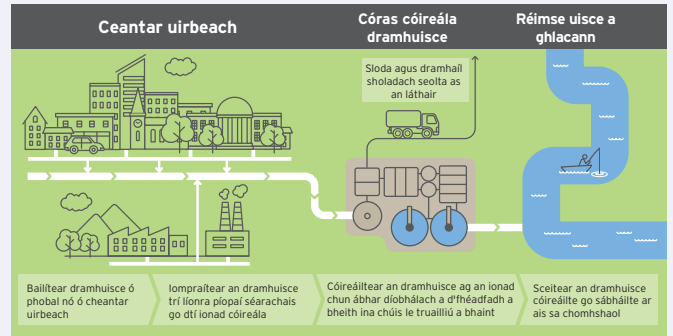 Ceantar uirbeach
Córas cóireála
dramhuisce
Réimse uisce a
ghlacann
Sloda agus dramhaíl
sholadach seolta as
an láthair
Bailítear dramhuisce ó
phobal nó ó cheantar
uirbeach
Iompraítear an dramhuisce
trí líonra píopaí séarachais
go dtí ionad cóireála
Cóireáiltear an dramhuisce ag an ionad
chun ábhar díobhálach a d'fhéadfadh a
bheith ina chúis le truailliú a bhaint
Sceitear an dramhuisce
cóireáilte go sábháilte ar
ais sa chomhshaol